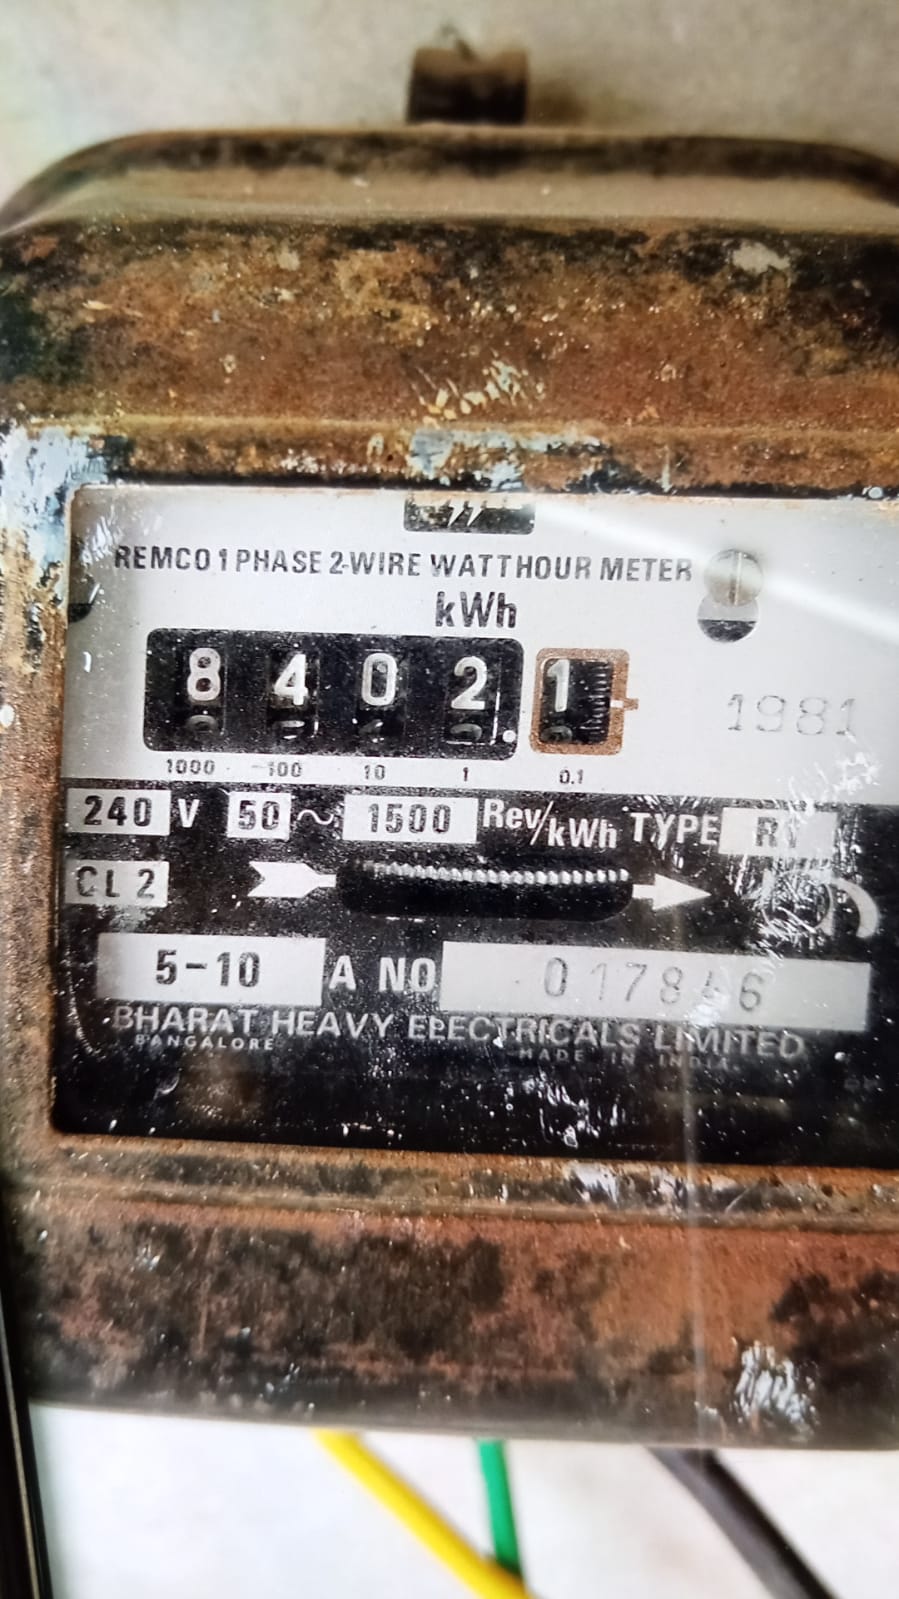 REMCO 1 PHASE 2-WIRE WATTHOUR METER
kWh
8 4 0 2 1
1981
1000 100 10 1 0.1
240 V 50 ~ 1500 Rev/kWh TYPE
CL 2
5-10 A NO
BHARAT HEAVY ELECTRICALS LIMITED
BANGALORE MADE IN INDIA